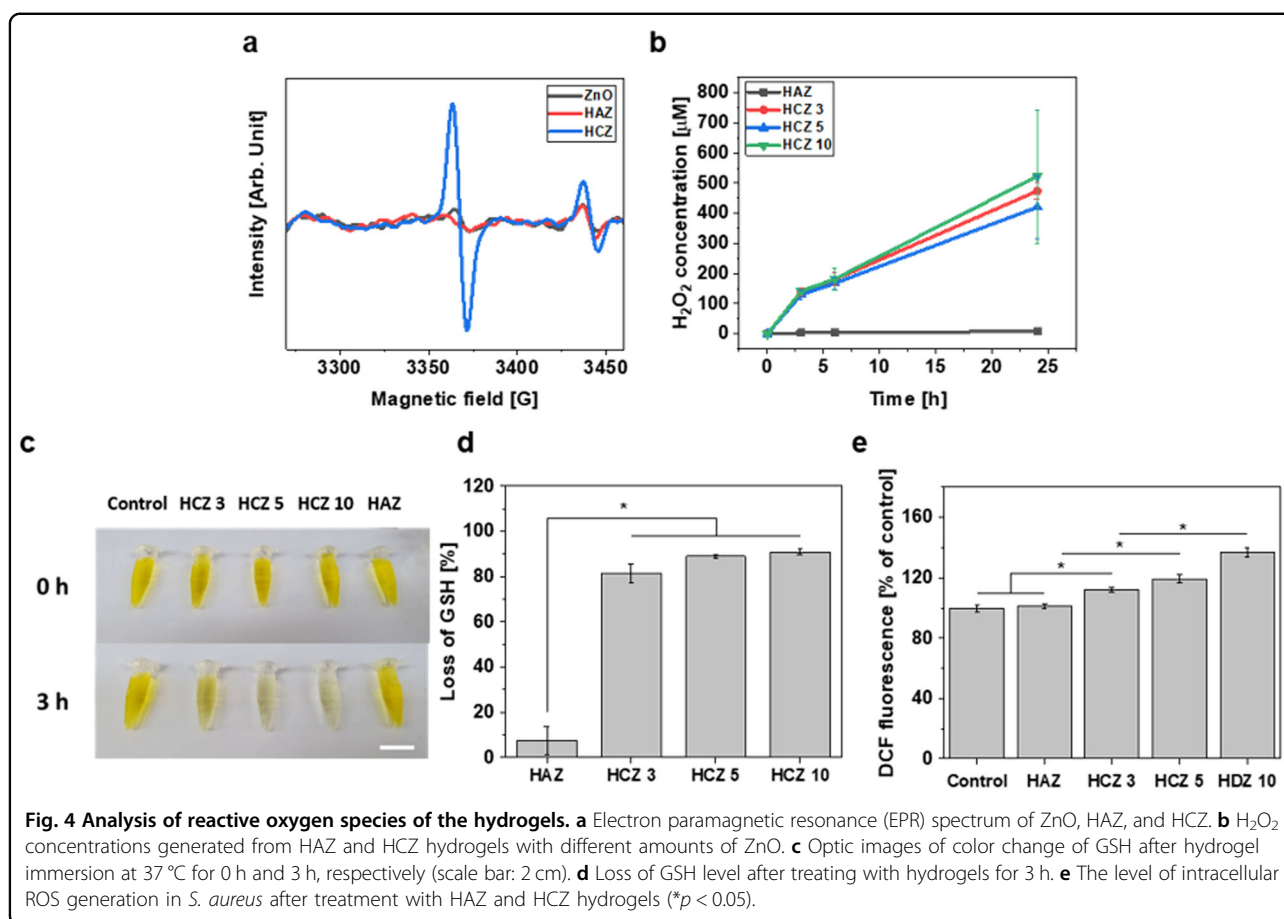 a
ZnO
HAZ
HCZ
Intensity [Arb. Unit]
3300 3350 3400 3450
Magnetic field [G]
b
HAZ
HCZ 3
HCZ 5
HCZ 10
H₂O₂ concentration [μM]
800
700
600
500
400
300
200
100
0
0 5 10 15 20 25
Time [h]
c
Control HCZ 3 HCZ 5 HCZ 10 HAZ
0 h
3 h
d
Loss of GSH [%]
120
100
80
60
40
20
0
*
HAZ HCZ 3 HCZ 5 HCZ 10
e
DCF fluorescence [% of control]
160
120
80
40
0
*
*
*
Control HAZ HCZ 3 HCZ 5 HDZ 10
Fig. 4 Analysis of reactive oxygen species of the hydrogels. a Electron paramagnetic resonance (EPR) spectrum of ZnO, HAZ, and HCZ. b H₂O₂
concentrations generated from HAZ and HCZ hydrogels with different amounts of ZnO. c Optic images of color change of GSH after hydrogel
immersion at 37 °C for 0 h and 3 h, respectively (scale bar: 2 cm). d Loss of GSH level after treating with hydrogels for 3 h. e The level of intracellular
ROS generation in S. aureus after treatment with HAZ and HCZ hydrogels (*p < 0.05).